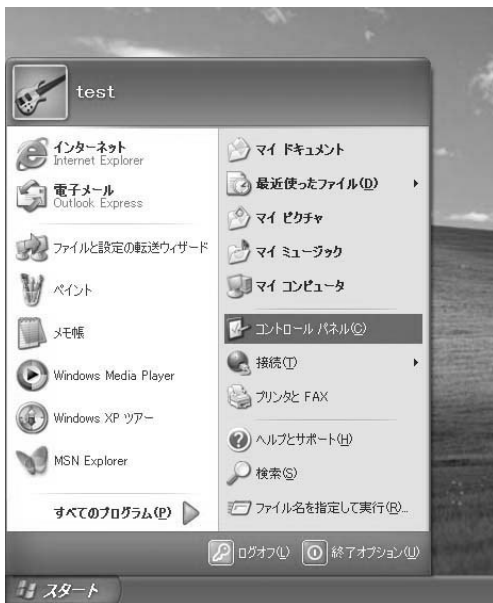 test
インターネット
Internet Explorer
電子メール
Outlook Express
ファイルと設定の転送ウィザード
ペイント
メモ帳
Windows Media Player
Windows XP ツアー
MSN Explorer
すべてのプログラム(P)
マイ ドキュメント
最近使ったファイル(D)
マイ ピクチャ
マイ ミュージック
マイ コンピュータ
コントロール パネル(C)
接続(T)
プリンタと FAX
ヘルプとサポート(H)
検索(S)
ファイル名を指定して実行(R)...
ログオフ(L)
終了オプション(U)
スタート